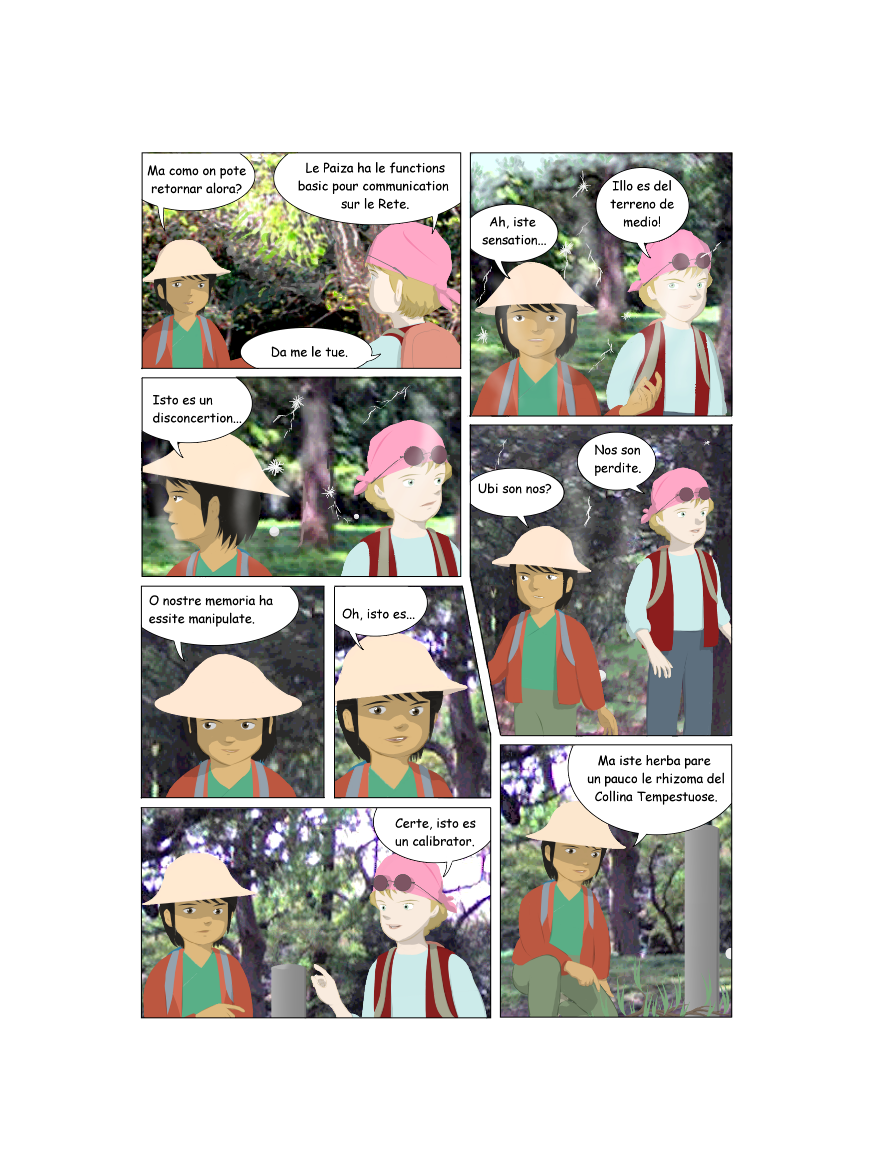 Ma como on pote
retornar alora?
Le Paiza ha le functions
basic pour communication
sur le Rete.
Da me le tue.
Ah, iste
sensation...
Illo es del
terreno de
medio!
Isto es un
disconcertion...
Ubi son nos?
Nos son
perdite.
O nostre memoria ha
essite manipulate.
Oh, isto es...
Certe, isto es
un calibrator.
Ma iste herba pare
un pauco le rhizoma del
Collina Tempestuose.